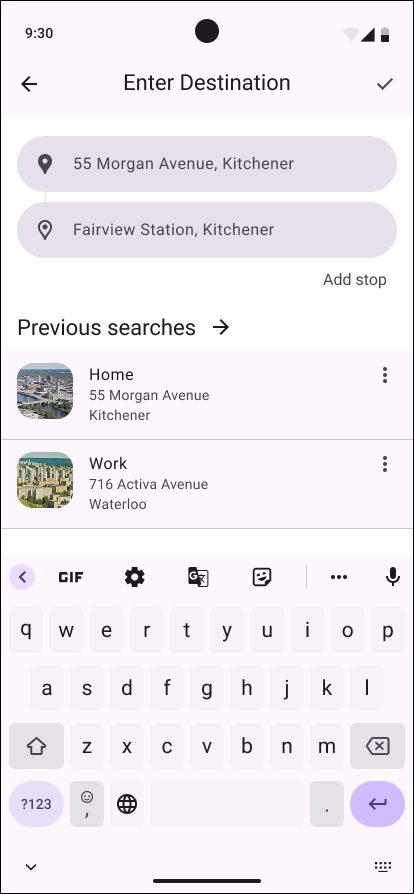 9:30
Enter Destination
55 Morgan Avenue, Kitchener
Fairview Station, Kitchener
Add stop
Previous searches
Home
55 Morgan Avenue
Kitchener
Work
716 Activa Avenue
Waterloo
GIF
q w e r t y u i o p
a s d f g h j k l
z x c v b n m
?123 , .